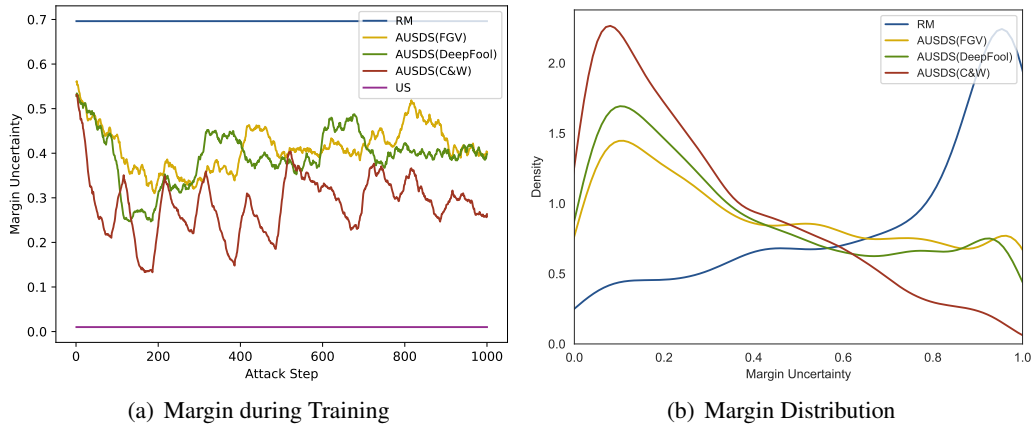 0.7
0.6
0.5
0.4
0.3
0.2
0.1
0.0
Margin Uncertainty
RM
AUSDS(FGV)
AUSDS(DeepFool)
AUSDS(C&W)
US
0
200
400
600
800
1000
Attack Step
(a) Margin during Training
2.0
1.5
1.0
0.5
0.0
Density
RM
AUSDS(FGV)
AUSDS(DeepFool)
AUSDS(C&W)
0.0
0.2
0.4
0.6
0.8
1.0
Margin Uncertainty
(b) Margin Distribution